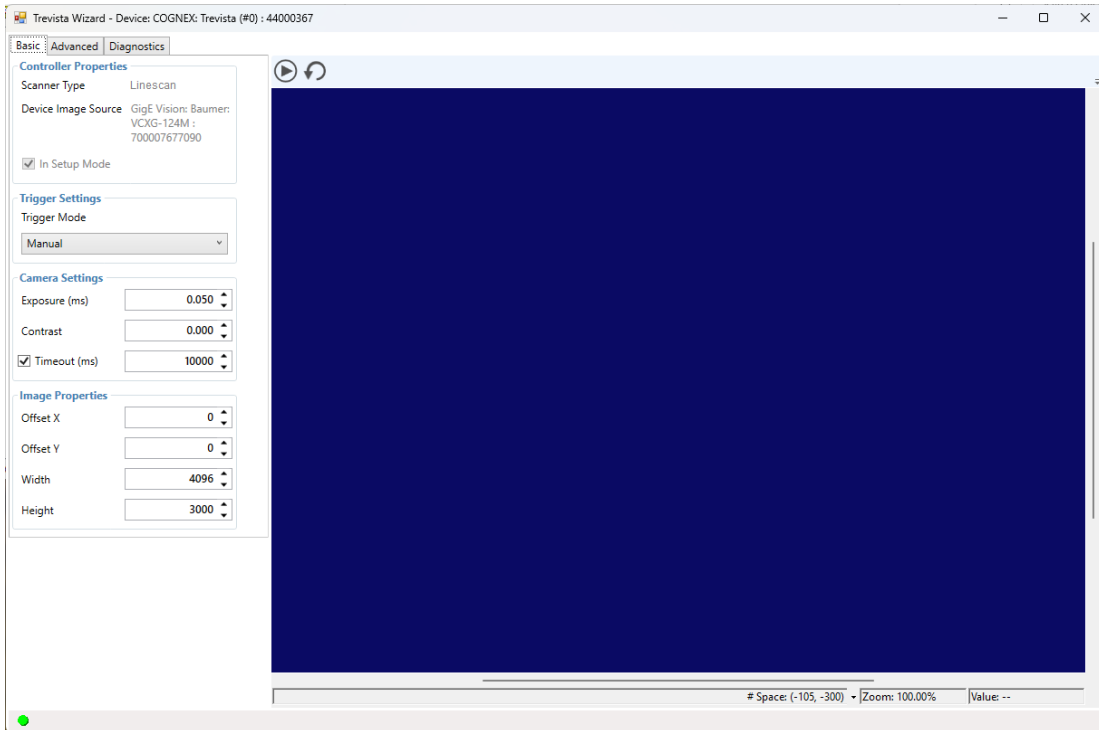 Trevista Wizard - Device: COGNEX: Trevista (#0) : 44000367
Basic Advanced Diagnostics
Controller Properties
Scanner Type Linescan
Device Image Source GigE Vision: Baumer:
VCXG-124M :
700007677090
In Setup Mode
Trigger Settings
Trigger Mode
Manual
Camera Settings
Exposure (ms) 0.050
Contrast 0.000
Timeout (ms) 10000
Image Properties
Offset X 0
Offset Y 0
Width 4096
Height 3000
# Space: (-105, -300) Zoom: 100.00% Value: --